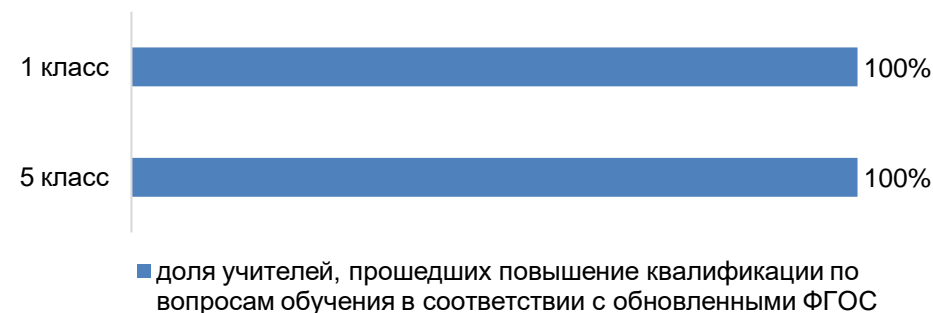 1 класс
100%
5 класс
100%
доля учителей, прошедших повышение квалификации по
вопросам обучения в соответствии с обновленными ФГОС